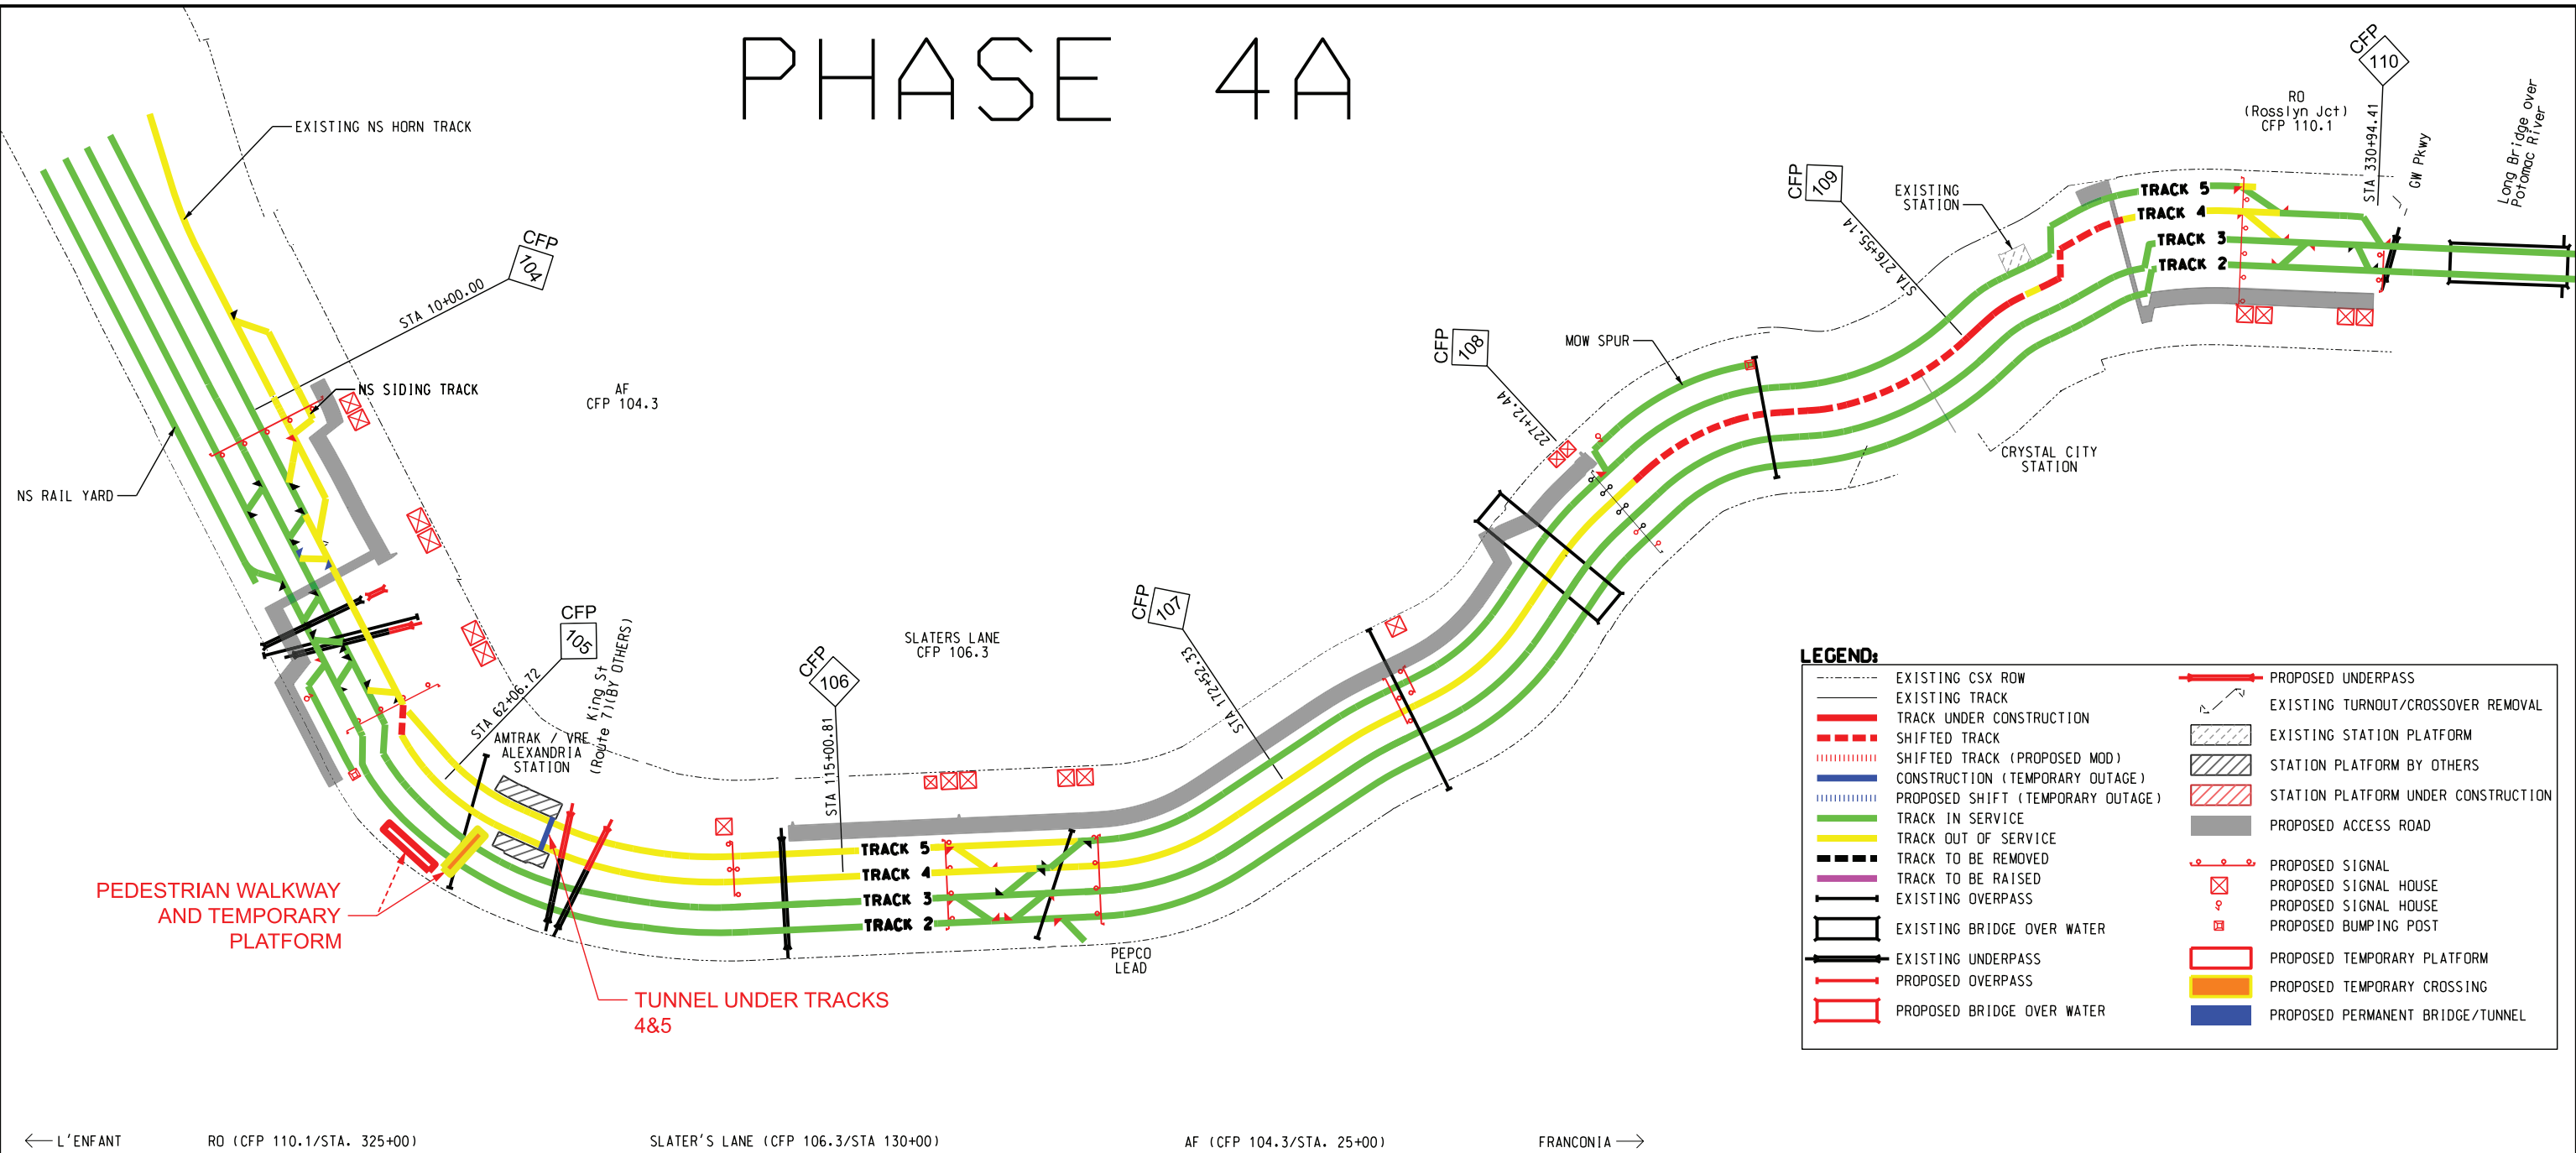 PHASE 4A
EXISTING NS HORN TRACK
CFP
104
STA 10+00.00
NS SIDING TRACK
AF
CFP 104.3
NS RAIL YARD
CFP
105
STA 62+06.72
King St
(Route 7)(BY OTHERS)
AMTRAK / VRE
ALEXANDRIA
STATION
PEDESTRIAN WALKWAY
AND TEMPORARY
PLATFORM
TUNNEL UNDER TRACKS
4&5
CFP
106
STA 115+00.81
SLATERS LANE
CFP 106.3
TRACK 5
TRACK 4
TRACK 3
TRACK 2
PEPCO
LEAD
CFP
107
STA 172+52.33
CFP
108
227+12.44
MOW SPUR
CFP
109
STA 276+55.14
EXISTING
STATION
CRYSTAL CITY
STATION
TRACK 5
TRACK 4
TRACK 3
TRACK 2
RO
(Rosslyn Jct)
CFP 110.1
CFP
110
STA 330+94.41
GW Pkwy
Long Bridge over
Potomac River
LEGEND:
EXISTING CSX ROW
EXISTING TRACK
TRACK UNDER CONSTRUCTION
SHIFTED TRACK
SHIFTED TRACK (PROPOSED MOD)
CONSTRUCTION (TEMPORARY OUTAGE)
PROPOSED SHIFT (TEMPORARY OUTAGE)
TRACK IN SERVICE
TRACK OUT OF SERVICE
TRACK TO BE REMOVED
TRACK TO BE RAISED
EXISTING OVERPASS
EXISTING BRIDGE OVER WATER
EXISTING UNDERPASS
PROPOSED OVERPASS
PROPOSED BRIDGE OVER WATER
PROPOSED UNDERPASS
EXISTING TURNOUT/CROSSOVER REMOVAL
EXISTING STATION PLATFORM
STATION PLATFORM BY OTHERS
STATION PLATFORM UNDER CONSTRUCTION
PROPOSED ACCESS ROAD
PROPOSED SIGNAL
PROPOSED SIGNAL HOUSE
PROPOSED SIGNAL HOUSE
PROPOSED BUMPING POST
PROPOSED TEMPORARY PLATFORM
PROPOSED TEMPORARY CROSSING
PROPOSED PERMANENT BRIDGE/TUNNEL
← L'ENFANT
RO (CFP 110.1/STA. 325+00)
SLATER'S LANE (CFP 106.3/STA 130+00)
AF (CFP 104.3/STA. 25+00)
FRANCONIA →